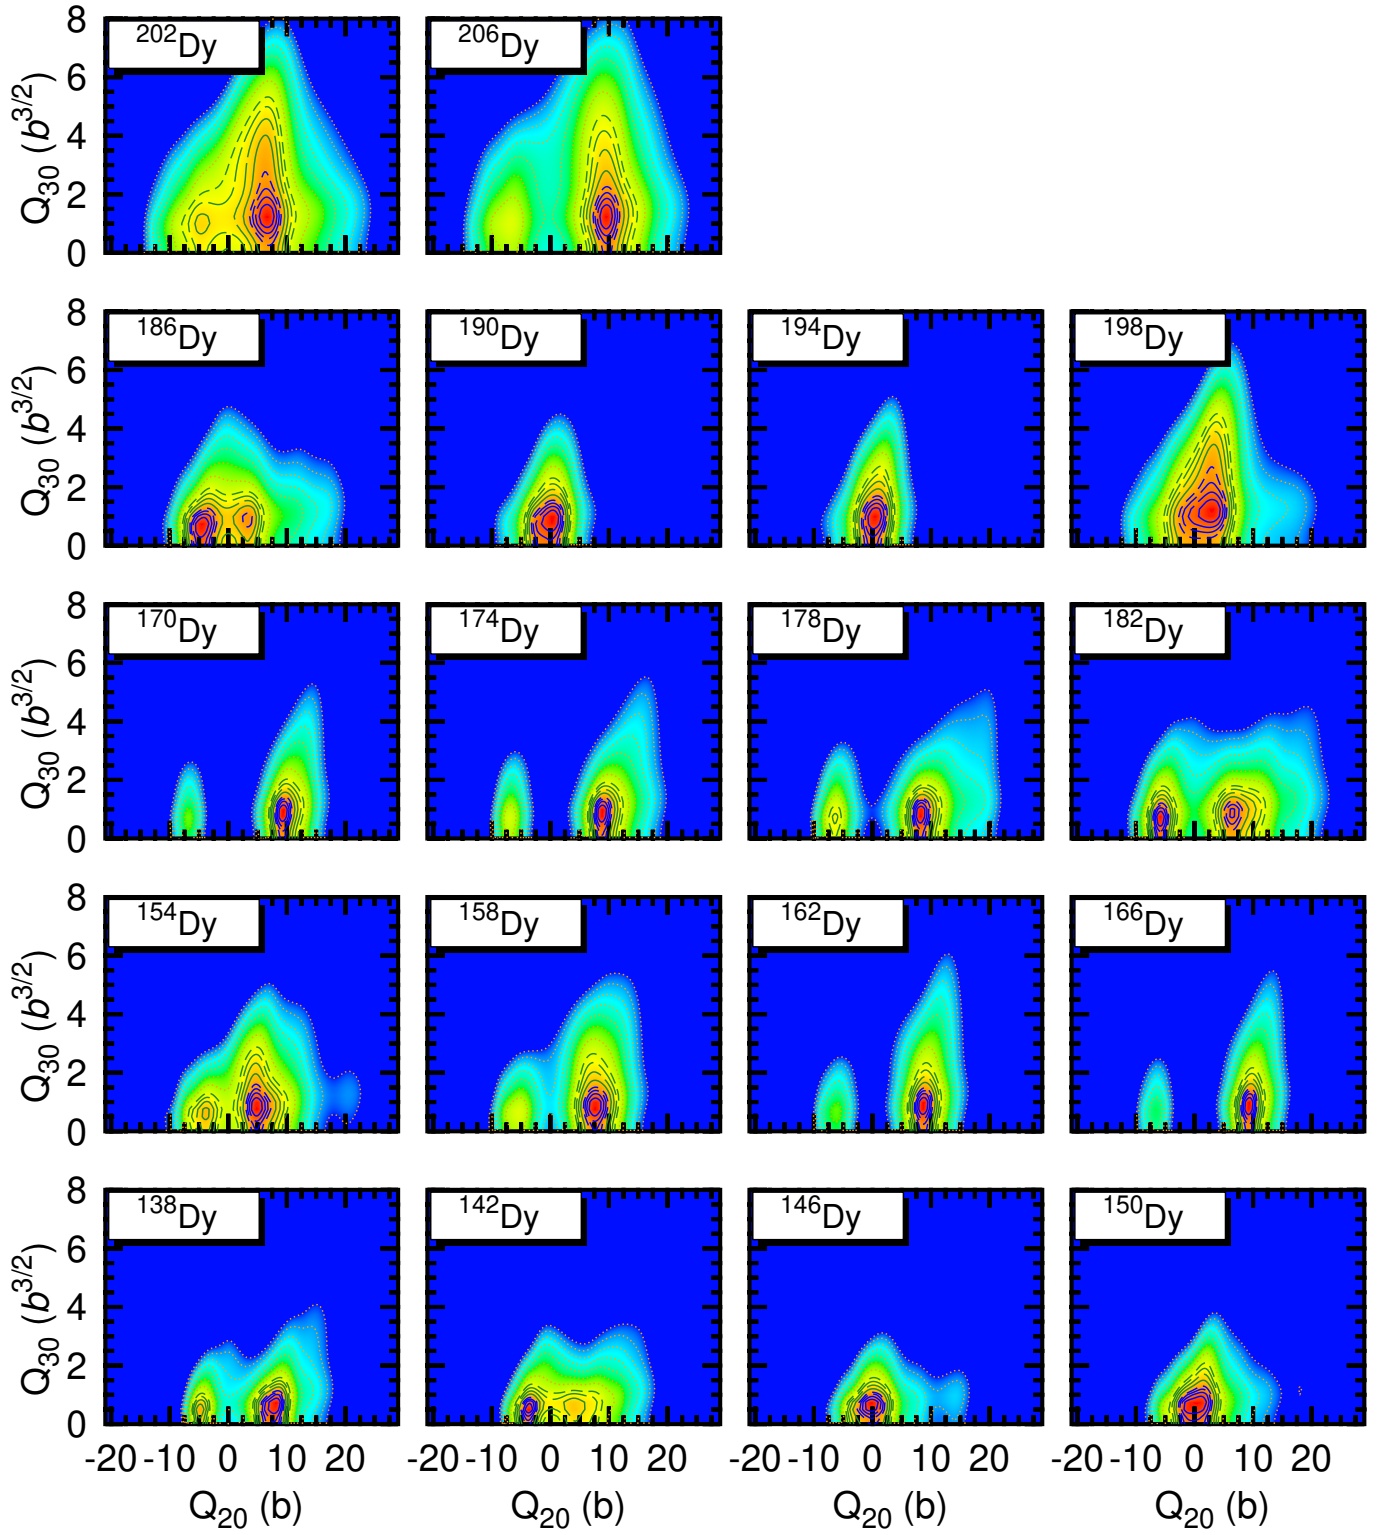 8 ²⁰²Dy ²⁰⁶Dy
6
4
2
0
Q₃₀ (b³/²)
8 ¹⁸⁶Dy ¹⁹⁰Dy ¹⁹⁴Dy ¹⁹⁸Dy
6
4
2
0
Q₃₀ (b³/²)
8 ¹⁷⁰Dy ¹⁷⁴Dy ¹⁷⁸Dy ¹⁸²Dy
6
4
2
0
Q₃₀ (b³/²)
8 ¹⁵⁴Dy ¹⁵⁸Dy ¹⁶²Dy ¹⁶⁶Dy
6
4
2
0
Q₃₀ (b³/²)
8 ¹³⁸Dy ¹⁴²Dy ¹⁴⁶Dy ¹⁵⁰Dy
6
4
2
0
Q₃₀ (b³/²)
-20 -10 0 10 20 -20 -10 0 10 20 -20 -10 0 10 20 -20 -10 0 10 20
Q₂₀ (b) Q₂₀ (b) Q₂₀ (b) Q₂₀ (b)